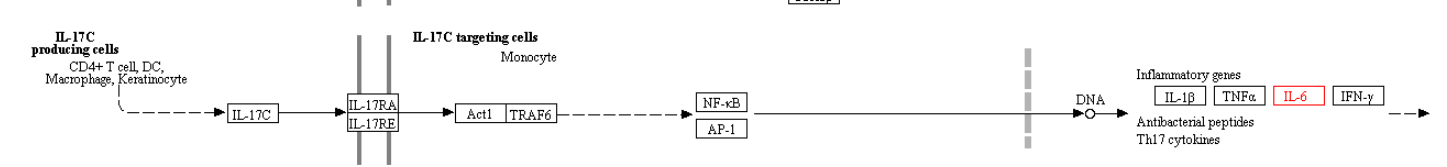 IL-17C
producing cells
CD4+ T cell, DC,
Macrophage, Keratinocyte
IL-17C
IL-17RA
IL-17RE
IL-17C targeting cells
Monocyte
Act1 TRAF6
NF-κB
AP-1
DNA
Inflammatory genes
IL-1β TNFα IL-6 IFN-γ
Antibacterial peptides
Th17 cytokines